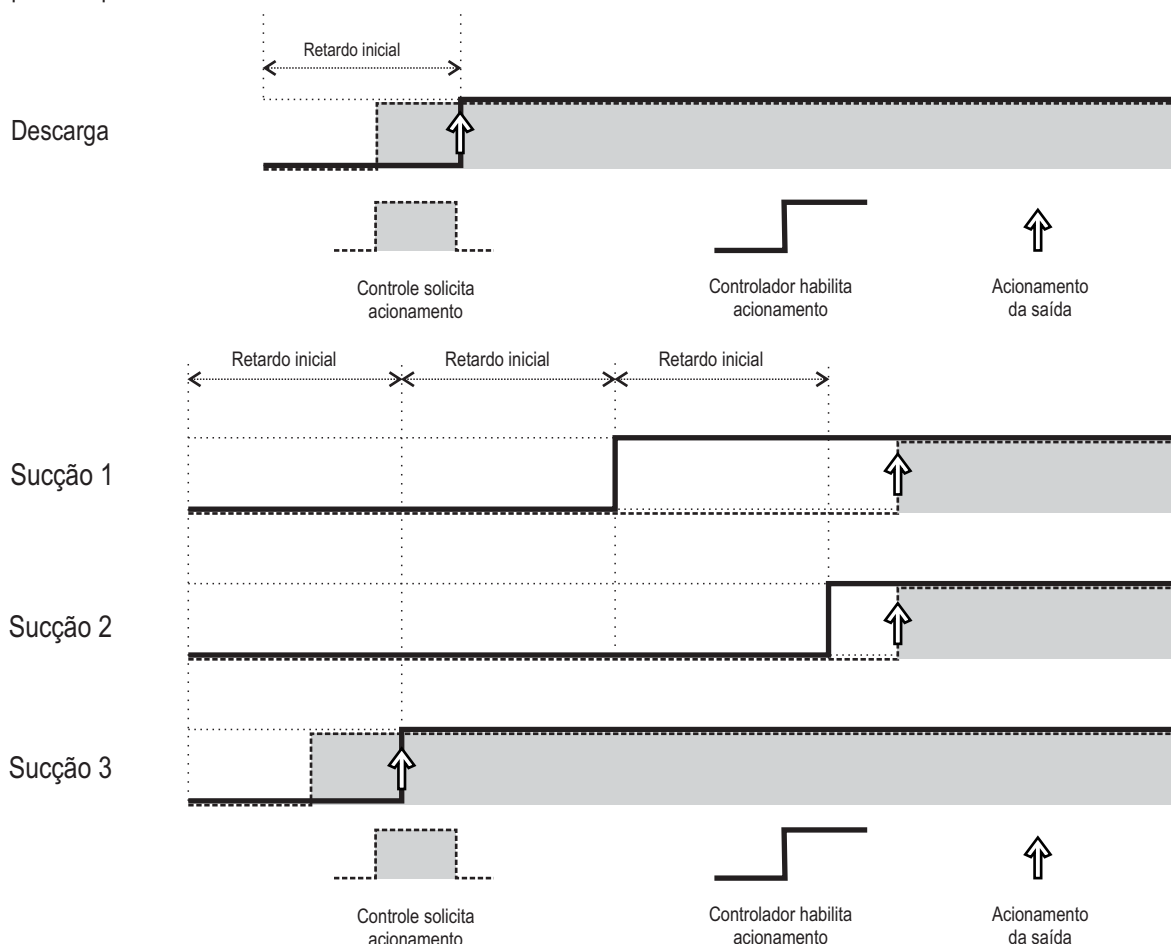 Retardo inicial
Descarga
Controle solicita
acionamento
Controlador habilita
acionamento
Acionamento
da saída
Retardo inicial
Retardo inicial
Retardo inicial
Sucção 1
Sucção 2
Sucção 3
Controle solicita
acionamento
Controlador habilita
acionamento
Acionamento
da saída